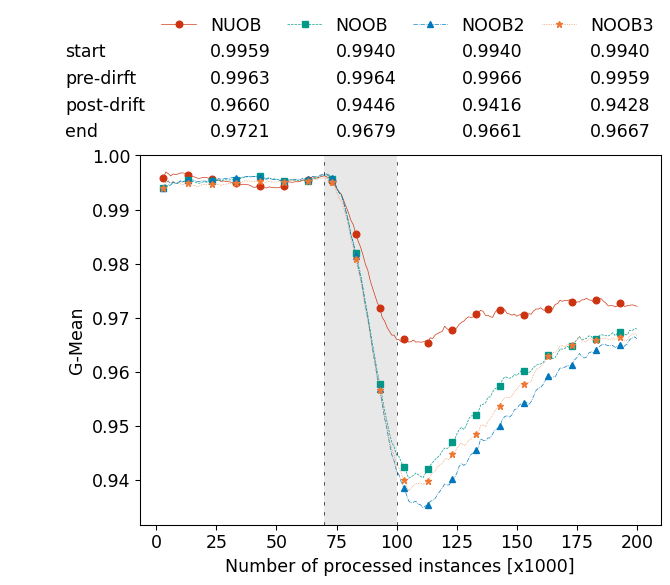 NUOB NOOB NOOB2 NOOB3
start 0.9959 0.9940 0.9940 0.9940
pre-dirft 0.9963 0.9964 0.9966 0.9959
post-drift 0.9660 0.9446 0.9416 0.9428
end 0.9721 0.9679 0.9661 0.9667
1.00
0.99
0.98
0.97
0.96
0.95
0.94
G-Mean
0 25 50 75 100 125 150 175 200
Number of processed instances [x1000]